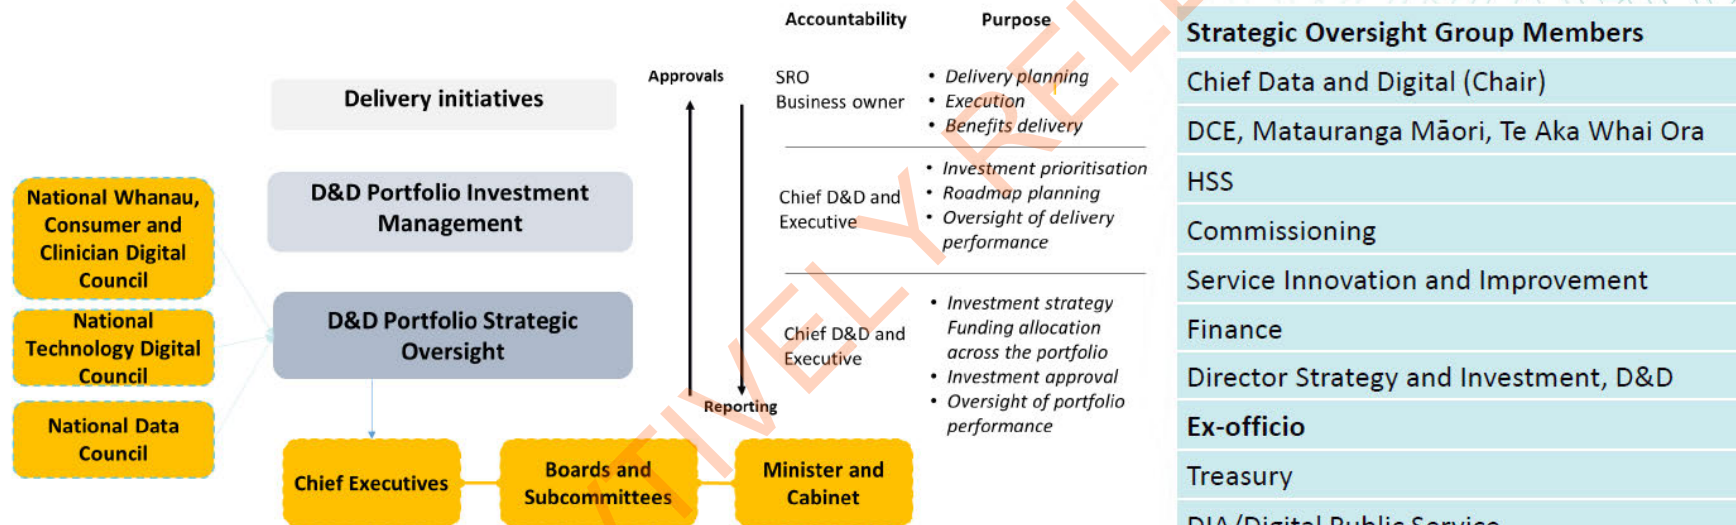 Accountability
Purpose
Approvals
SRO
Business owner
• Delivery planning
• Execution
• Benefits delivery
Delivery initiatives
D&D Portfolio Investment
Management
Chief D&D and
Executive
• Investment prioritisation
• Roadmap planning
• Oversight of delivery
performance
National Whanau,
Consumer and
Clinician Digital
Council
National
Technology Digital
Council
National Data
Council
D&D Portfolio Strategic
Oversight
Chief D&D and
Executive
• Investment strategy
Funding allocation
across the portfolio
• Investment approval
• Oversight of portfolio
performance
Reporting
Chief Executives
Boards and
Subcommittees
Minister and
Cabinet
Strategic Oversight Group Members
Chief Data and Digital (Chair)
DCE, Matauranga Māori, Te Aka Whai Ora
HSS
Commissioning
Service Innovation and Improvement
Finance
Director Strategy and Investment, D&D
Ex-officio
Treasury
DIA/Digital Public Service